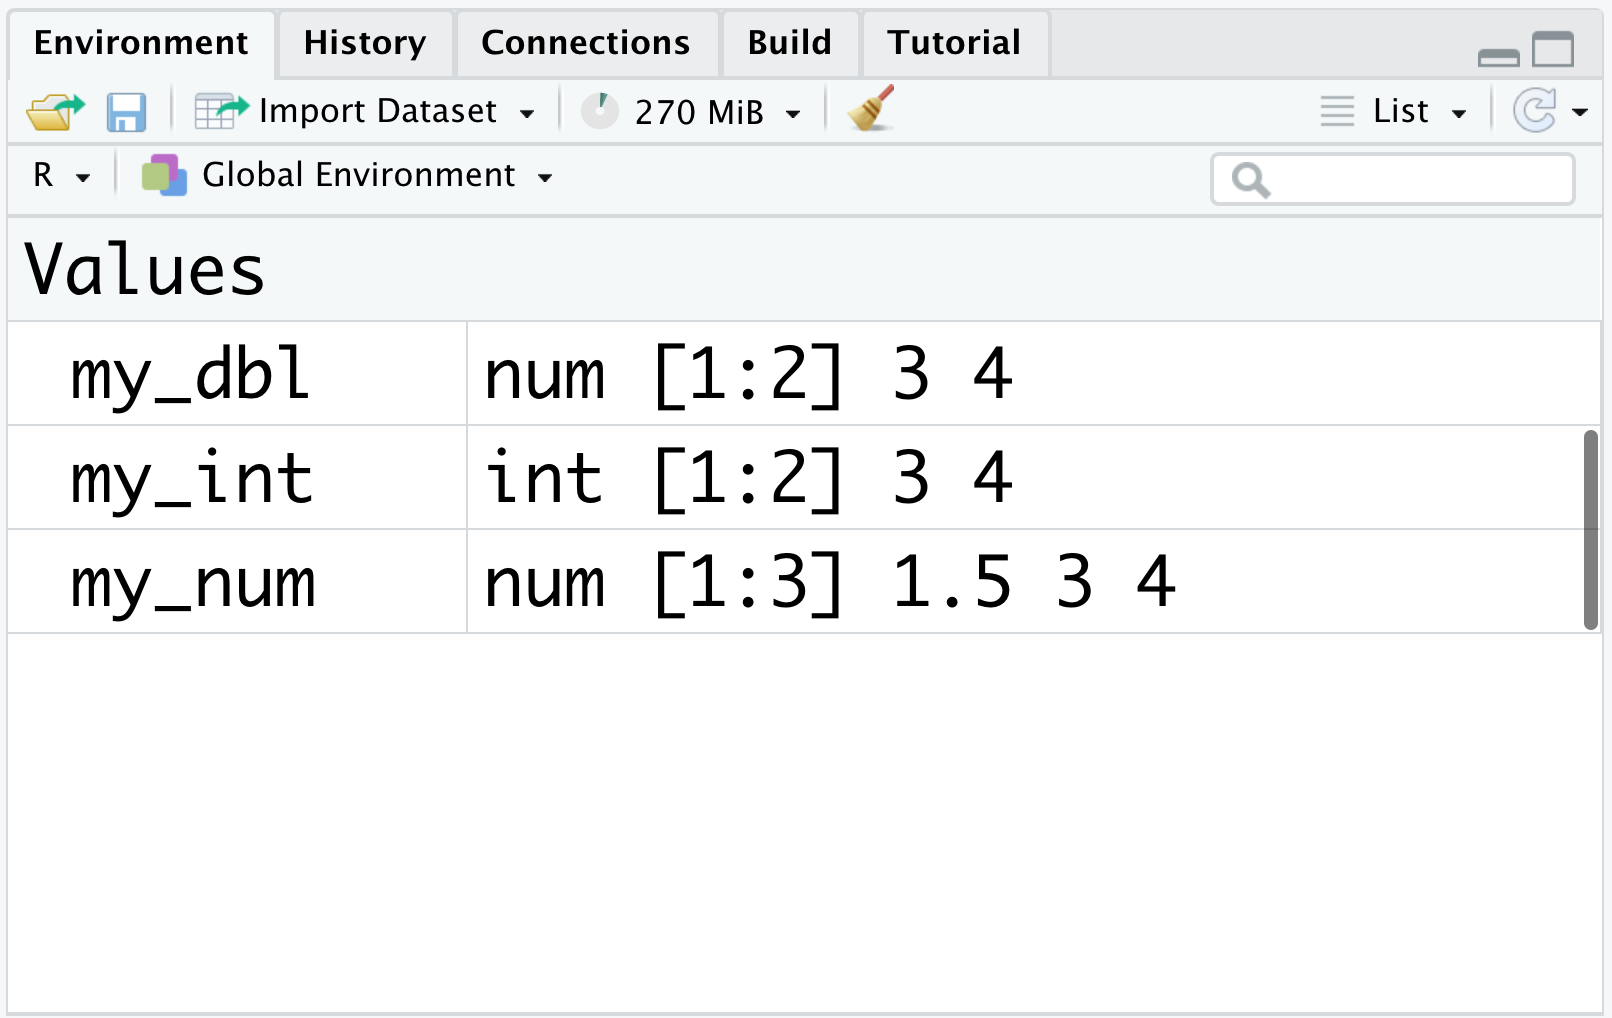 Environment History Connections Build Tutorial
Import Dataset 270 MiB List
R Global Environment
Values
my_dbl num [1:2] 3 4
my_int int [1:2] 3 4
my_num num [1:3] 1.5 3 4